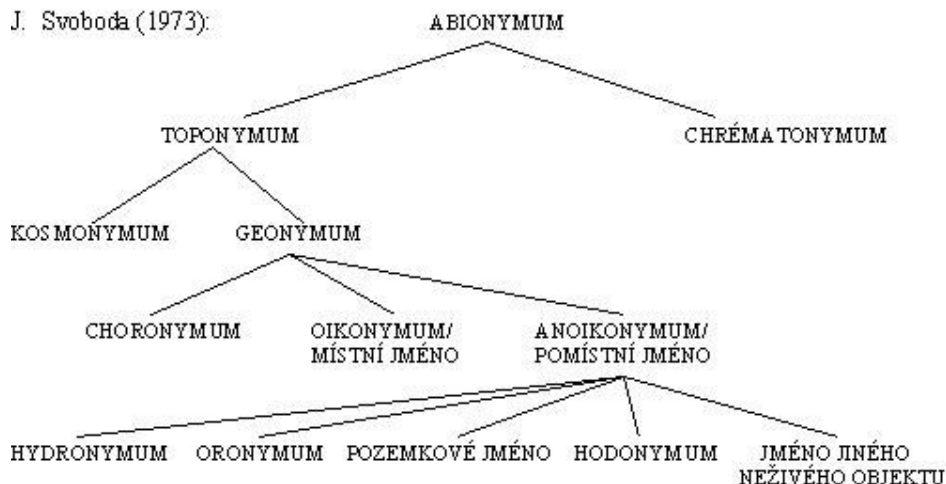 J. Svoboda (1973):
ABIONYMUM
TOPONYMUM
CHRÉMATONYMUM
KOSMONYMUM
GEONYMUM
CHORONYMUM
OIKONYMUM/
MÍSTNÍ JMÉNO
ANOIKONYMUM/
POMÍSTNÍ JMÉNO
HYDRONYMUM
ORONYMUM
POZEMKOVÉ JMÉNO
HODONYMUM
JMÉNO JINÉHO
NEŽIVÉHO OBJEKTU